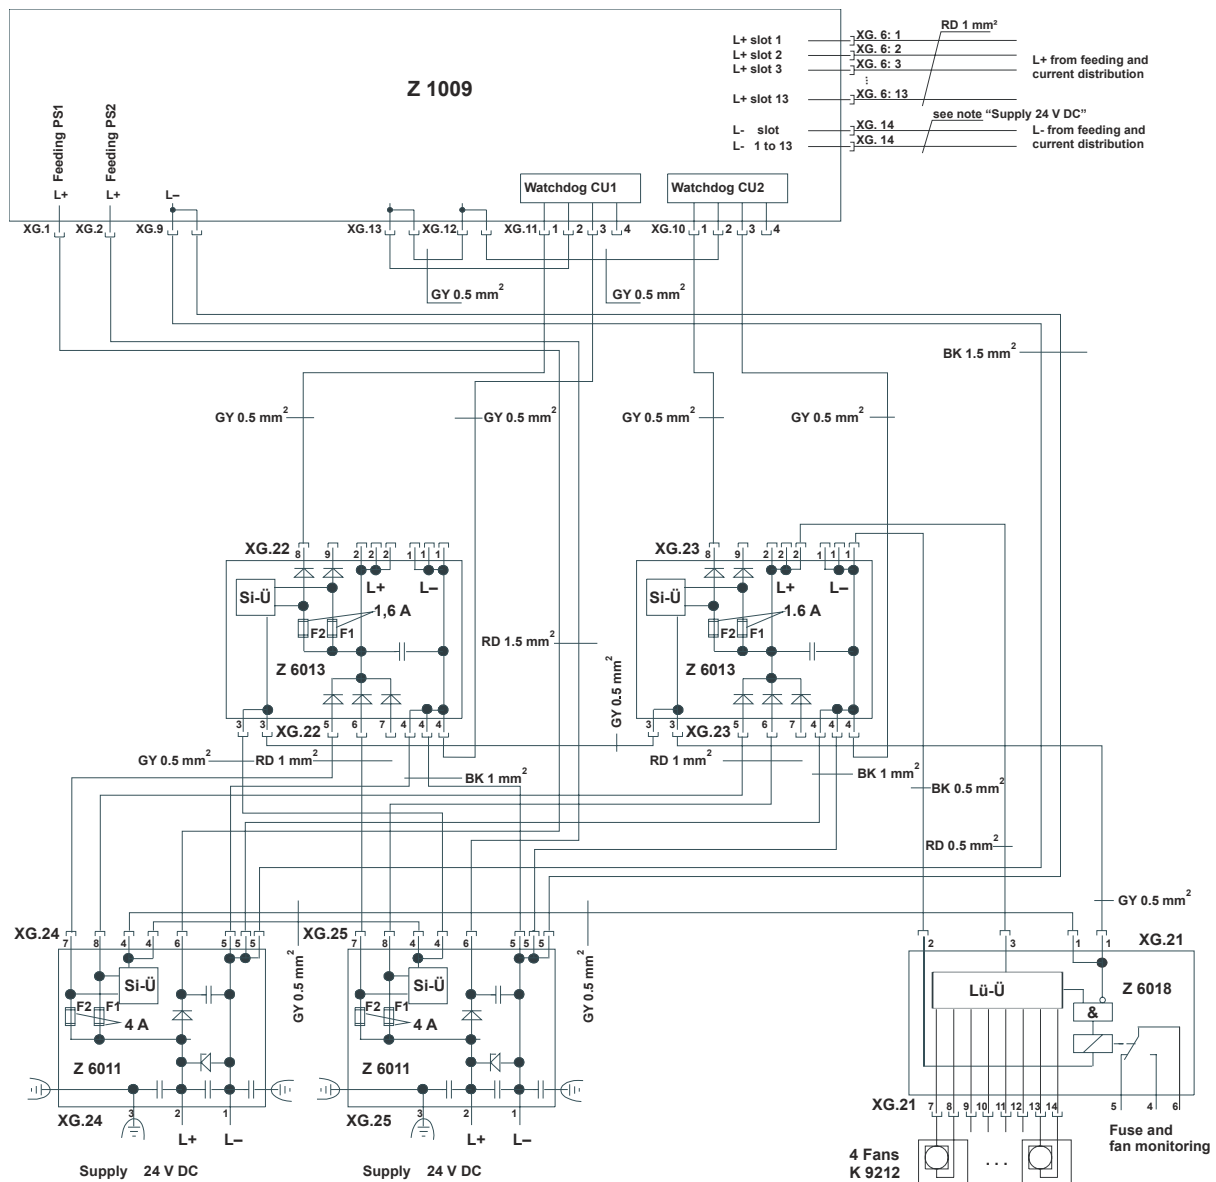 L+ slot 1 XG. 6: 1 RD 1 mm²
L+ slot 2 XG. 6: 2
L+ slot 3 XG. 6: 3
L+ from feeding and
current distribution
Z 1009
L+ slot 13 XG. 6: 13
see note “Supply 24 V DC”
L- slot XG. 14
L- 1 to 13 XG. 14
L- from feeding and
current distribution
L+ Feeding PS1
L+ Feeding PS2
L–
Watchdog CU1
Watchdog CU2
XG.1 XG.2 XG.9 XG.13 XG.12 XG.11 1 2 3 4 XG.10 1 2 3 4
GY 0.5 mm²
GY 0.5 mm²
BK 1.5 mm²
GY 0.5 mm²
GY 0.5 mm²
GY 0.5 mm²
GY 0.5 mm²
XG.22 8 9 2 2 2 1 1 1
XG.23 8 9 2 2 2 1 1 1
L+ L–
L+ L–
Si-Ü
Si-Ü
1,6 A
1.6 A
F2 F1
F2 F1
RD 1.5 mm²
Z 6013
Z 6013
GY 0.5 mm²
3 3 XG.22 5 6 7 4 4 4
3 3 XG.23 5 6 7 4 4 4
GY 0.5 mm² RD 1 mm²
RD 1 mm²
BK 1 mm²
BK 1 mm²
BK 0.5 mm²
RD 0.5 mm²
GY 0.5 mm²
XG.24 7 8 4 4 6 5 5 5
XG.25 7 8 4 4 6 5 5 5
XG.21
2 3 1 1
GY 0.5 mm²
GY 0.5 mm²
Si-Ü
Si-Ü
Lü-Ü
Z 6018
F2 F1
F2 F1
&
4 A
4 A
Z 6011
Z 6011
XG.24 3 2 1
XG.25 3 2 1
XG.21 7 8 9 10 11 12 13 14 5 4 6
L+ L–
L+ L–
Fuse and
fan monitoring
4 Fans
K 9212
...
Supply 24 V DC
Supply 24 V DC